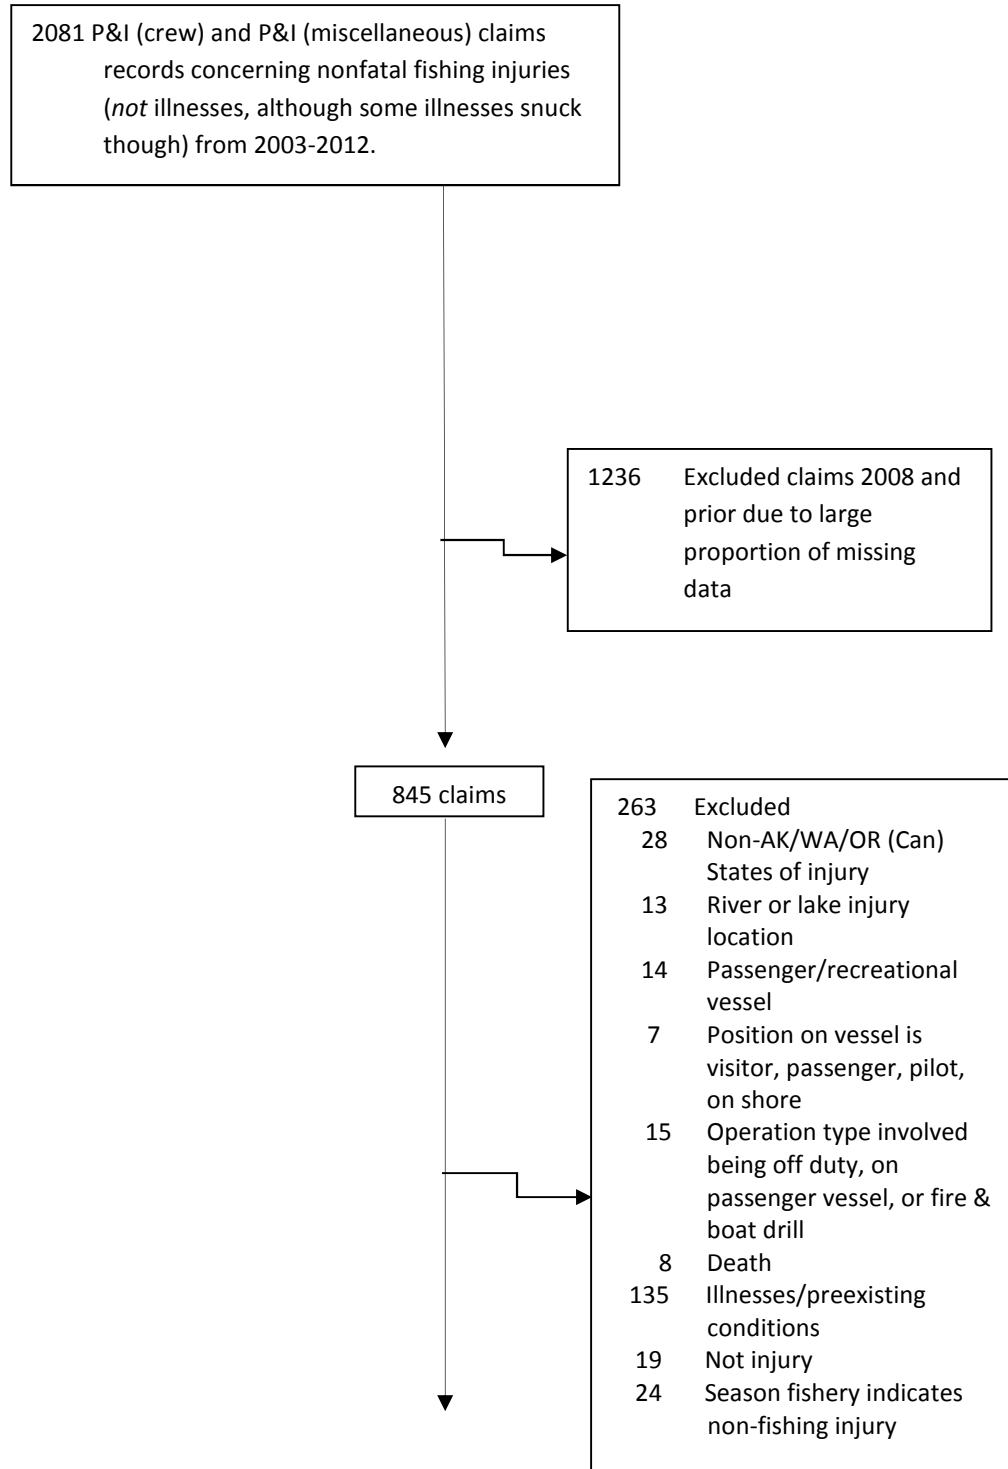 2081 P&I (crew) and P&I (miscellaneous) claims
records concerning nonfatal fishing injuries
(not illnesses, although some illnesses snuck
though) from 2003-2012.
1236 Excluded claims 2008 and
prior due to large
proportion of missing
data
845 claims
263 Excluded
28 Non-AK/WA/OR (Can)
States of injury
13 River or lake injury
location
14 Passenger/recreational
vessel
7 Position on vessel is
visitor, passenger, pilot,
on shore
15 Operation type involved
being off duty, on
passenger vessel, or fire &
boat drill
8 Death
135 Illnesses/preexisting
conditions
19 Not injury
24 Season fishery indicates
non-fishing injury